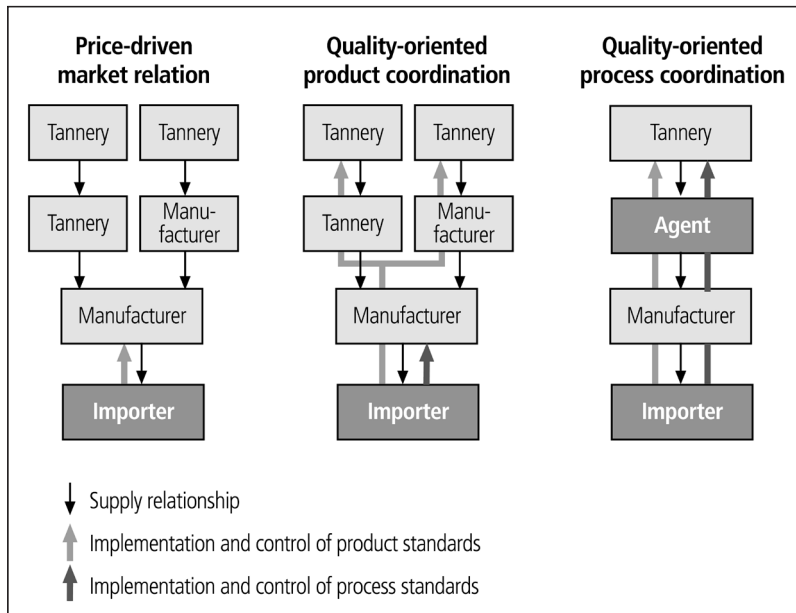 Price-driven
market relation
Quality-oriented
product coordination
Quality-oriented
process coordination
Tannery
Tannery
Tannery
Tannery
Tannery
Tannery
Manu-
facturer
Tannery
Manu-
facturer
Agent
Manufacturer
Manufacturer
Manufacturer
Importer
Importer
Importer
Supply relationship
Implementation and control of product standards
Implementation and control of process standards